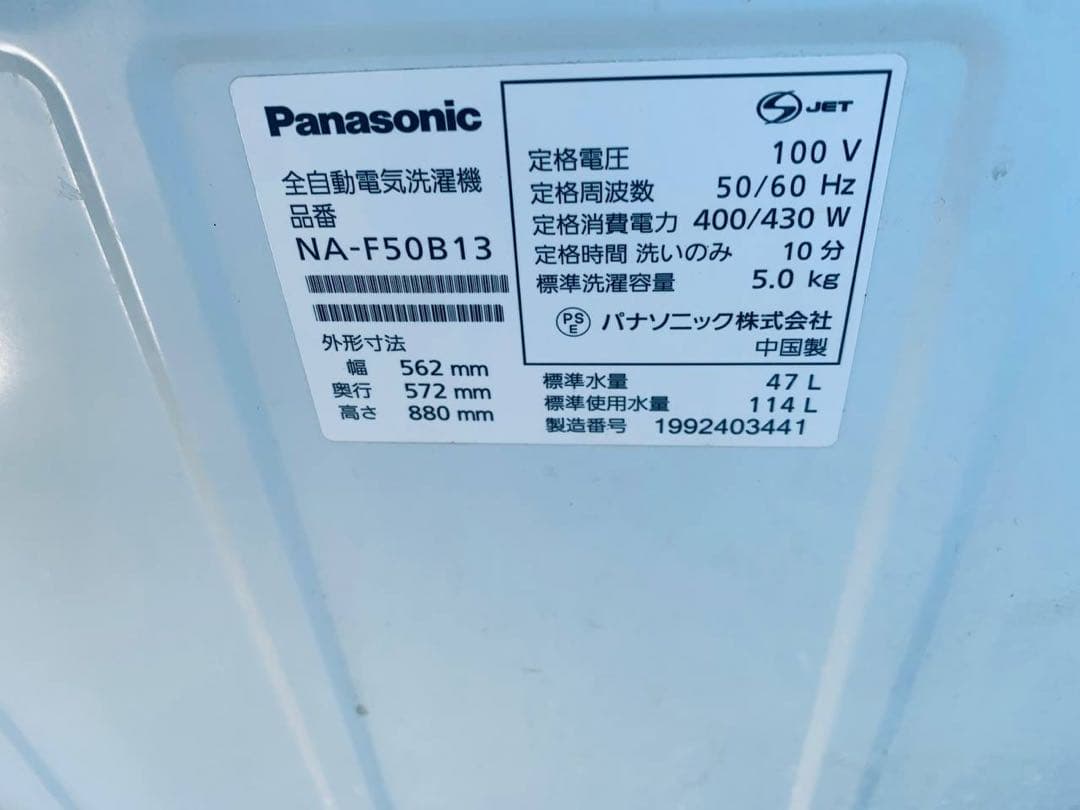 Panasonic
全自動電気洗濯機
品番
NA-F50B13
外形寸法
幅 562 mm
奥行 572 mm
高さ 880 mm
S JET
定格電圧 100 V
定格周波数 50/60 Hz
定格消費電力 400/430 W
定格時間 洗いのみ 10 分
標準洗濯容量 5.0 kg
PS E パナソニック株式会社
中国製
標準水量 47 L
標準使用水量 114 L
製造番号 1992403441